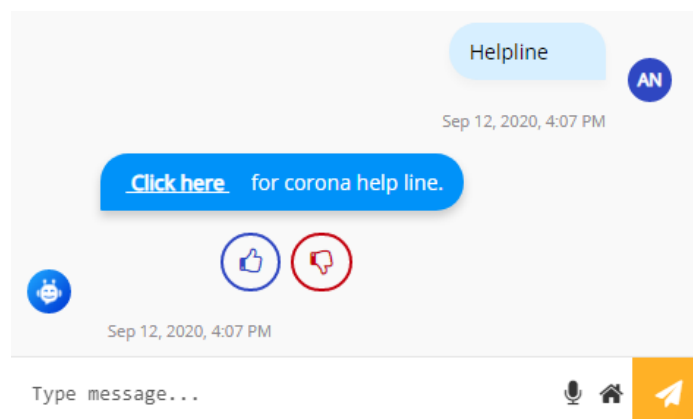 Helpline
AN
Sep 12, 2020, 4:07 PM
Click here for corona help line.
Sep 12, 2020, 4:07 PM
Type message...